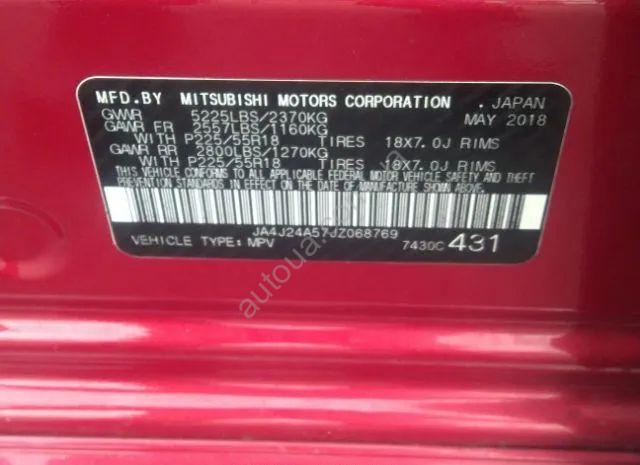 MFD.BY MITSUBISHI MOTORS CORPORATION . JAPAN
GVWR 5225LBS/2370KG MAY 2018
GAWR FR 2557LBS/1160KG
WITH P225/55R18 TIRES 18X7.0J RIMS
GAWR RR 2800LBS/1270KG
WITH P225/55R18 TIRES 18X7.0J RIMS
THIS VEHICLE CONFORMS TO ALL APPLICABLE FEDERAL MOTOR VEHICLE SAFETY AND THEFT
PREVENTION STANDARDS IN EFFECT ON THE DATE OF MANUFACTURE SHOWN ABOVE.
JA4J24A57JZ068769
VEHICLE TYPE: MPV 7430C 431
autoua.com.ua